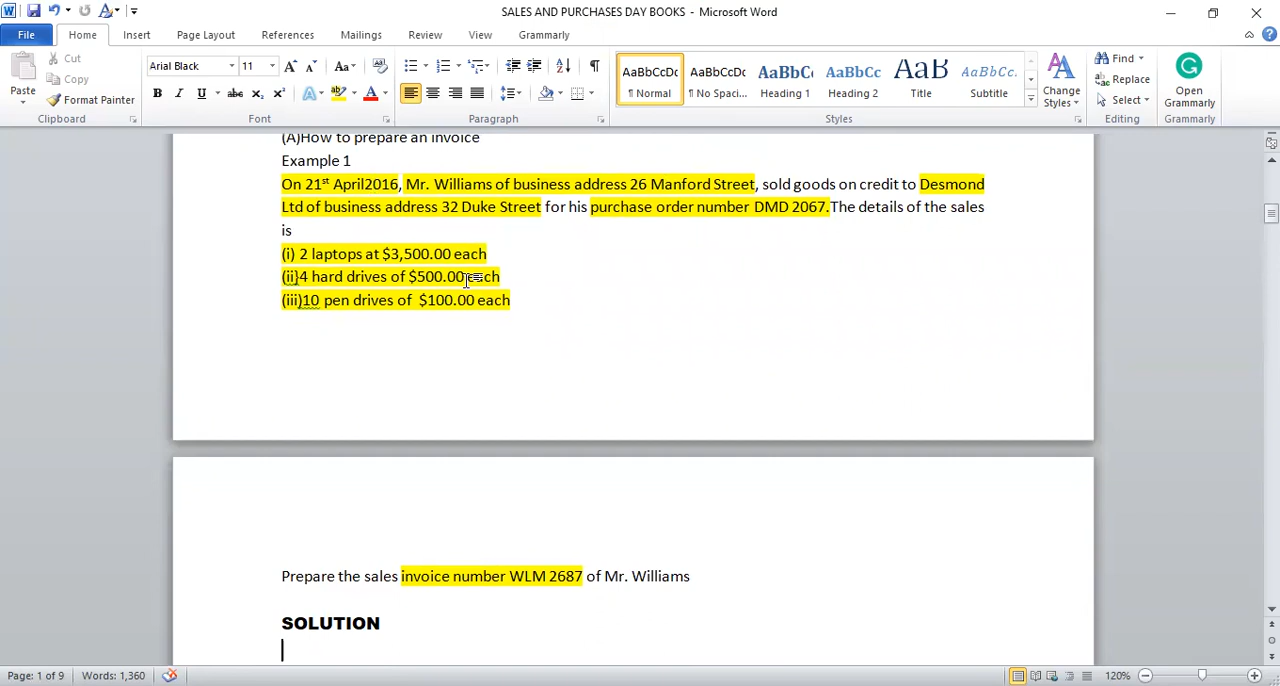 SALES AND PURCHASES DAY BOOKS - Microsoft Word
File Home Insert Page Layout References Mailings Review View Grammarly
Cut
Copy
Format Painter
Paste
Clipboard
Arial Black 11
Font
Paragraph
AaBbCcDc AaBbCcDc AaBbC AaBbCc AaB AaBbCc.
¶ Normal ¶ No Spaci... Heading 1 Heading 2 Title Subtitle
Change Styles
Styles
Find
Replace
Select
Editing
Open Grammarly
Grammarly
(A)How to prepare an invoice
Example 1
On 21st April2016, Mr. Williams of business address 26 Manford Street, sold goods on credit to Desmond
Ltd of business address 32 Duke Street for his purchase order number DMD 2067.The details of the sales
is
(i) 2 laptops at $3,500.00 each
(ii}4 hard drives of $500.00 each
(iii)10 pen drives of $100.00 each
Prepare the sales invoice number WLM 2687 of Mr. Williams
SOLUTION
Page: 1 of 9 Words: 1,360 120%